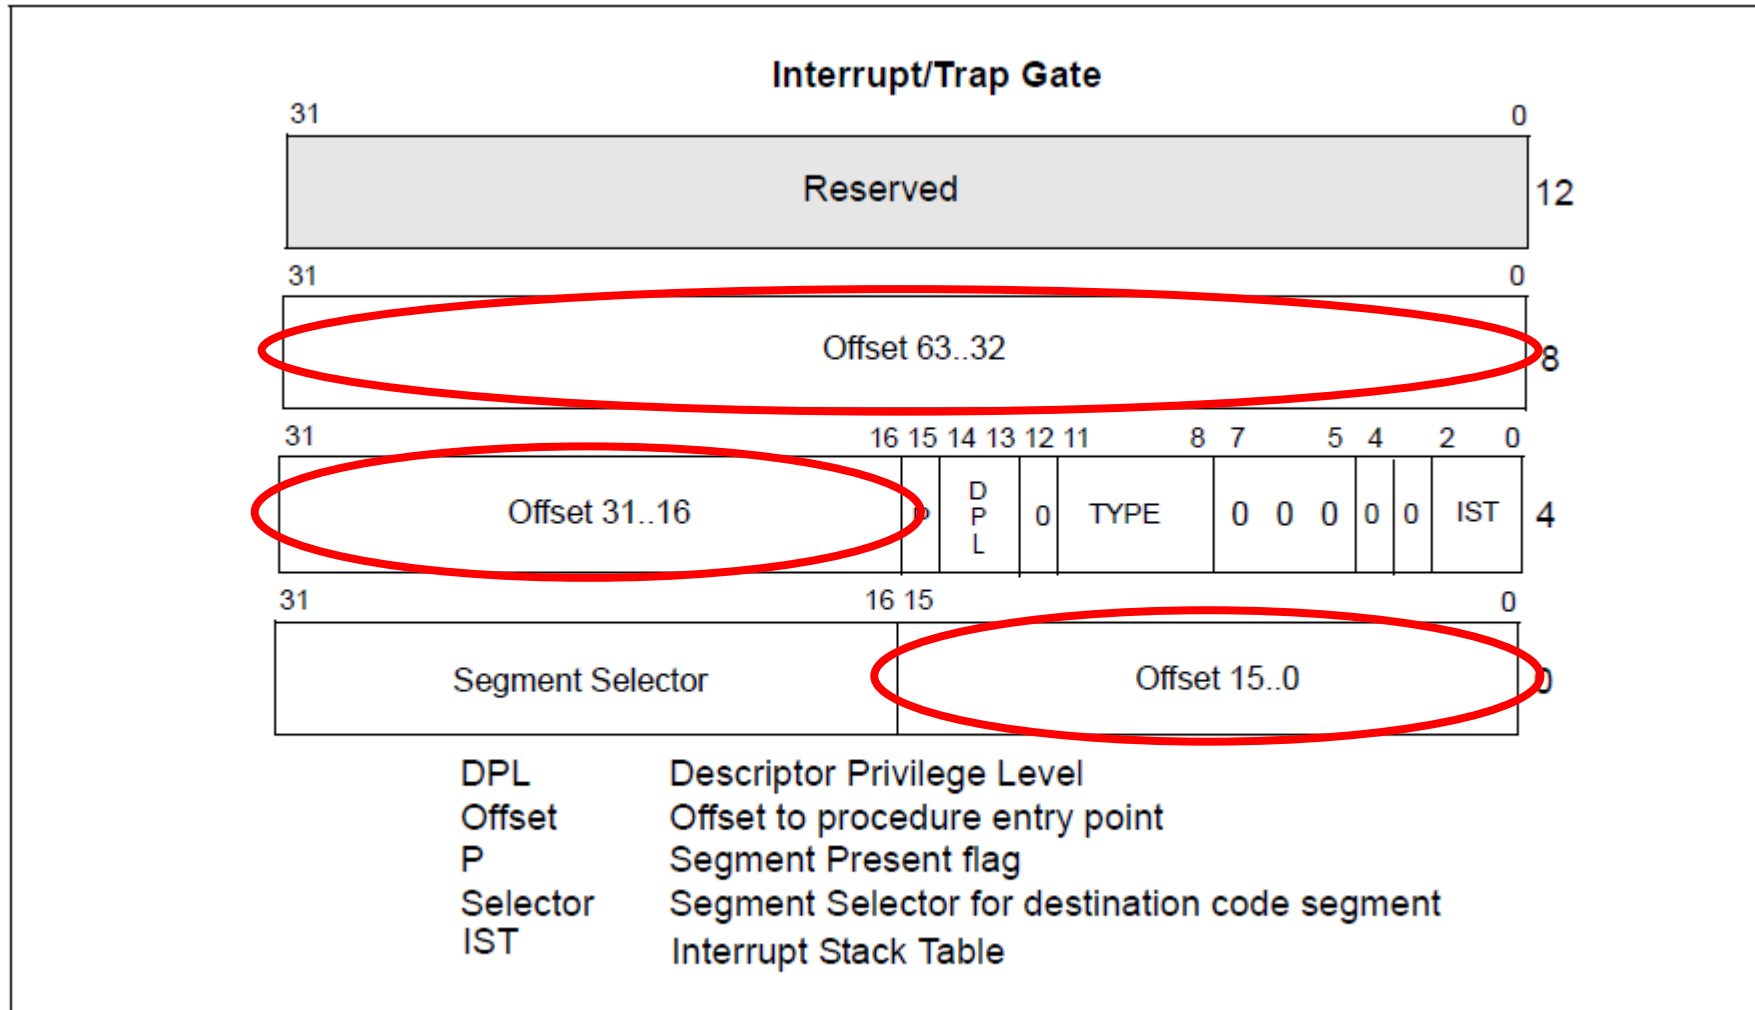 Interrupt/Trap Gate
31 0
Reserved 12
31 0
Offset 63..32 8
31 16 15 14 13 12 11 8 7 5 4 2 0
Offset 31..16 P D P L 0 TYPE 0 0 0 0 0 IST 4
31 16 15 0
Segment Selector Offset 15..0 0
DPL Descriptor Privilege Level
Offset Offset to procedure entry point
P Segment Present flag
Selector Segment Selector for destination code segment
IST Interrupt Stack Table